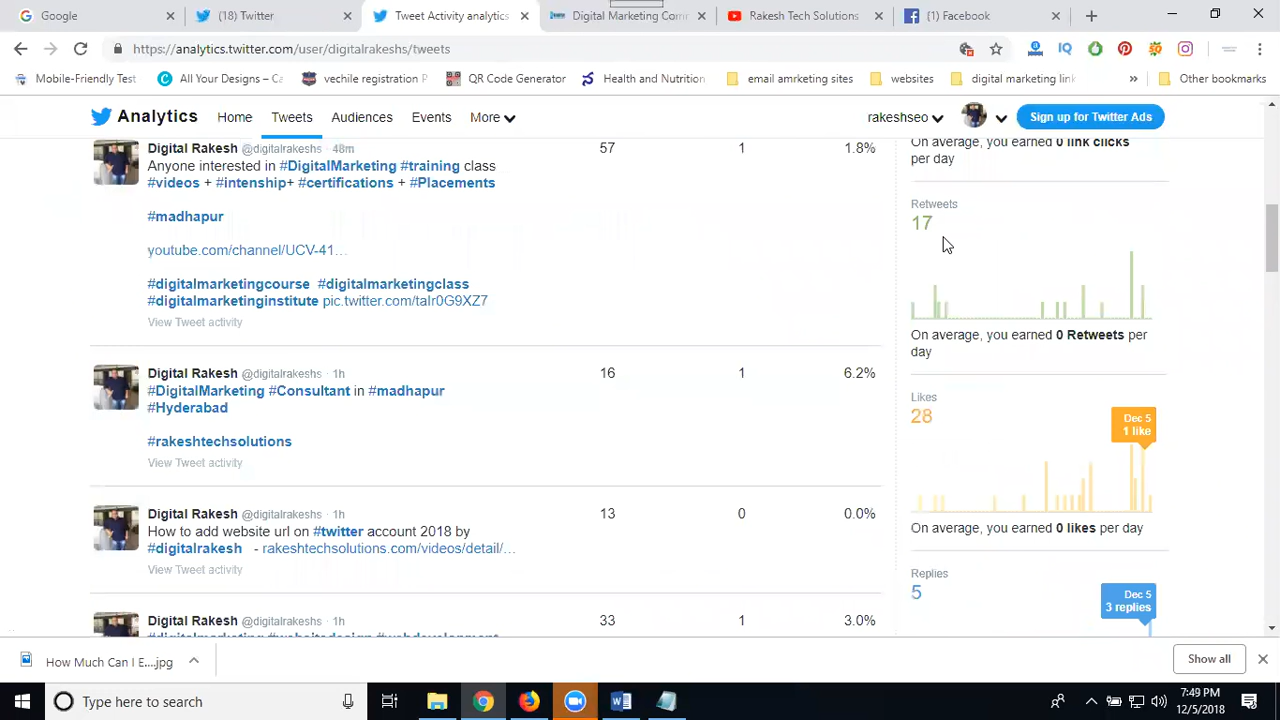 Google
(18) Twitter
Tweet Activity analytics
Digital Marketing Com
Rakesh Tech Solutions
(1) Facebook
https://analytics.twitter.com/user/digitalrakeshs/tweets
Mobile-Friendly Test
All Your Designs – Ca
vechile registration P
QR Code Generator
Health and Nutrition
email amrketing sites
websites
digital marketing link
Other bookmarks
Analytics
Home
Tweets
Audiences
Events
More
rakeshseo
Sign up for Twitter Ads
Digital Rakesh @digitalrakeshs · 48m
57
1
1.8%
Anyone interested in #DigitalMarketing #training class
#videos + #intenship+ #certifications + #Placements
#madhapur
youtube.com/channel/UCV-41…
#digitalmarketingcourse #digitalmarketingclass
#digitalmarketinginstitute pic.twitter.com/taIr0G9XZ7
View Tweet activity
Digital Rakesh @digitalrakeshs · 1h
16
1
6.2%
#DigitalMarketing #Consultant in #madhapur
#Hyderabad
#rakeshtechsolutions
View Tweet activity
Digital Rakesh @digitalrakeshs · 1h
13
0
0.0%
How to add website url on #twitter account 2018 by
#digitalrakesh - rakeshtechsolutions.com/videos/detail/…
View Tweet activity
Digital Rakesh @digitalrakeshs · 1h
33
1
3.0%
#digitalmarketing #websitedesign #webdevelopment
On average, you earned 0 link clicks
per day
Retweets
17
On average, you earned 0 Retweets per
day
Likes
28
Dec 5
1 like
On average, you earned 0 likes per day
Replies
5
Dec 5
3 replies
How Much Can I E....jpg
Show all
Type here to search
7:49 PM
12/5/2018